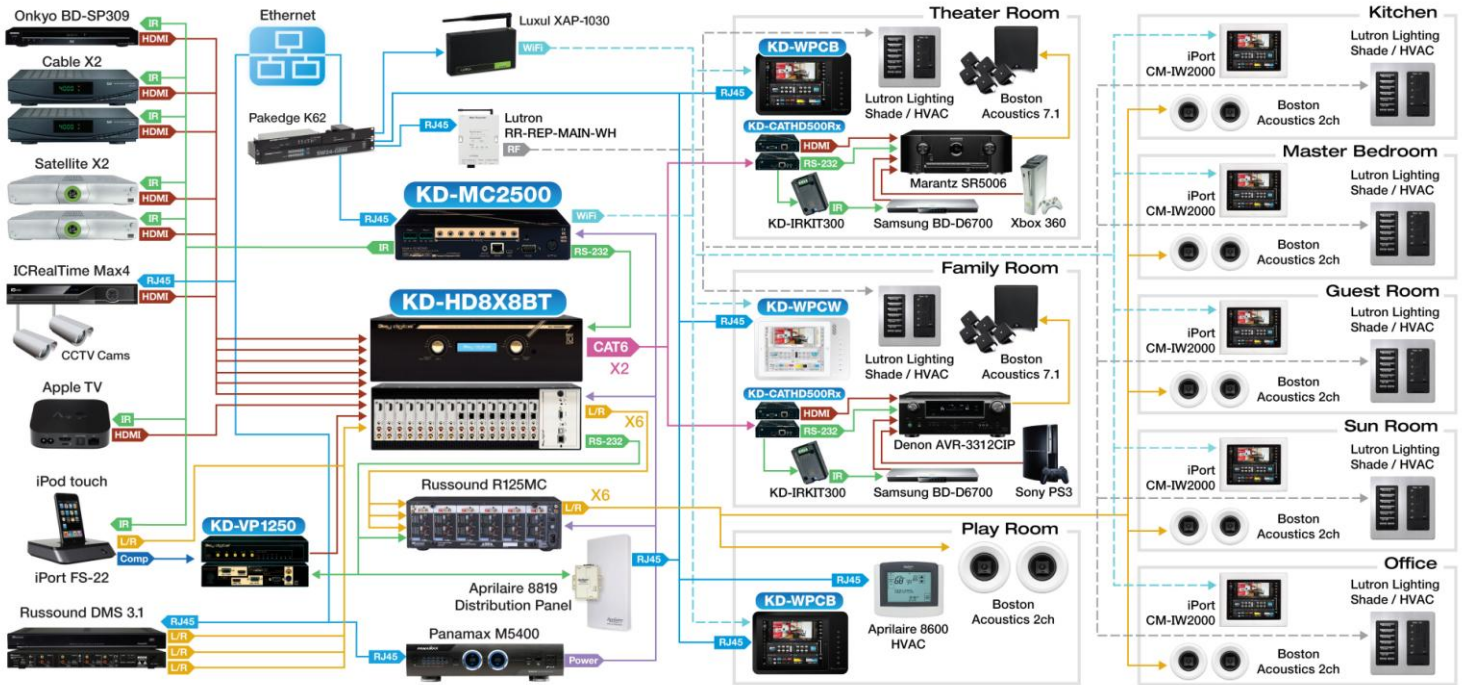 Onkyo BD-SP309
IR
HDMI
Cable X2
IR
HDMI
IR
HDMI
Satellite X2
IR
HDMI
IR
HDMI
ICRealTime Max4
RJ45
HDMI
CCTV Cams
Apple TV
IR
HDMI
iPod touch
IR
L/R
Comp
iPort FS-22
KD-VP1250
Russound DMS 3.1
RJ45
L/R
L/R
L/R
Ethernet
Luxul XAP-1030
WiFi
Pakedge K62
RJ45
Lutron
RR-REP-MAIN-WH
RF
KD-MC2500
RJ45
WiFi
IR
RS-232
KD-HD8X8BT
CAT6
X2
L/R
X6
RS-232
Russound R125MC
X6
L/R
RJ45
Aprilaire 8819
Distribution Panel
Panamax M5400
RJ45
Power
Theater Room
KD-WPCB
RJ45
Lutron Lighting
Shade / HVAC
Boston
Acoustics 7.1
KD-CATHD500Rx
HDMI
RS-232
Marantz SR5006
IR
KD-IRKIT300
Samsung BD-D6700
Xbox 360
Family Room
KD-WPCW
RJ45
Lutron Lighting
Shade / HVAC
Boston
Acoustics 7.1
KD-CATHD500Rx
HDMI
RS-232
Denon AVR-3312CIP
IR
KD-IRKIT300
Samsung BD-D6700
Sony PS3
Play Room
RJ45
KD-WPCB
RJ45
Aprilaire 8600
HVAC
Boston
Acoustics 2ch
Kitchen
iPort
CM-IW2000
Lutron Lighting
Shade / HVAC
Boston
Acoustics 2ch
Master Bedroom
iPort
CM-IW2000
Lutron Lighting
Shade / HVAC
Boston
Acoustics 2ch
Guest Room
iPort
CM-IW2000
Lutron Lighting
Shade / HVAC
Boston
Acoustics 2ch
Sun Room
iPort
CM-IW2000
Lutron Lighting
Shade / HVAC
Boston
Acoustics 2ch
Office
iPort
CM-IW2000
Lutron Lighting
Shade / HVAC
Boston
Acoustics 2ch